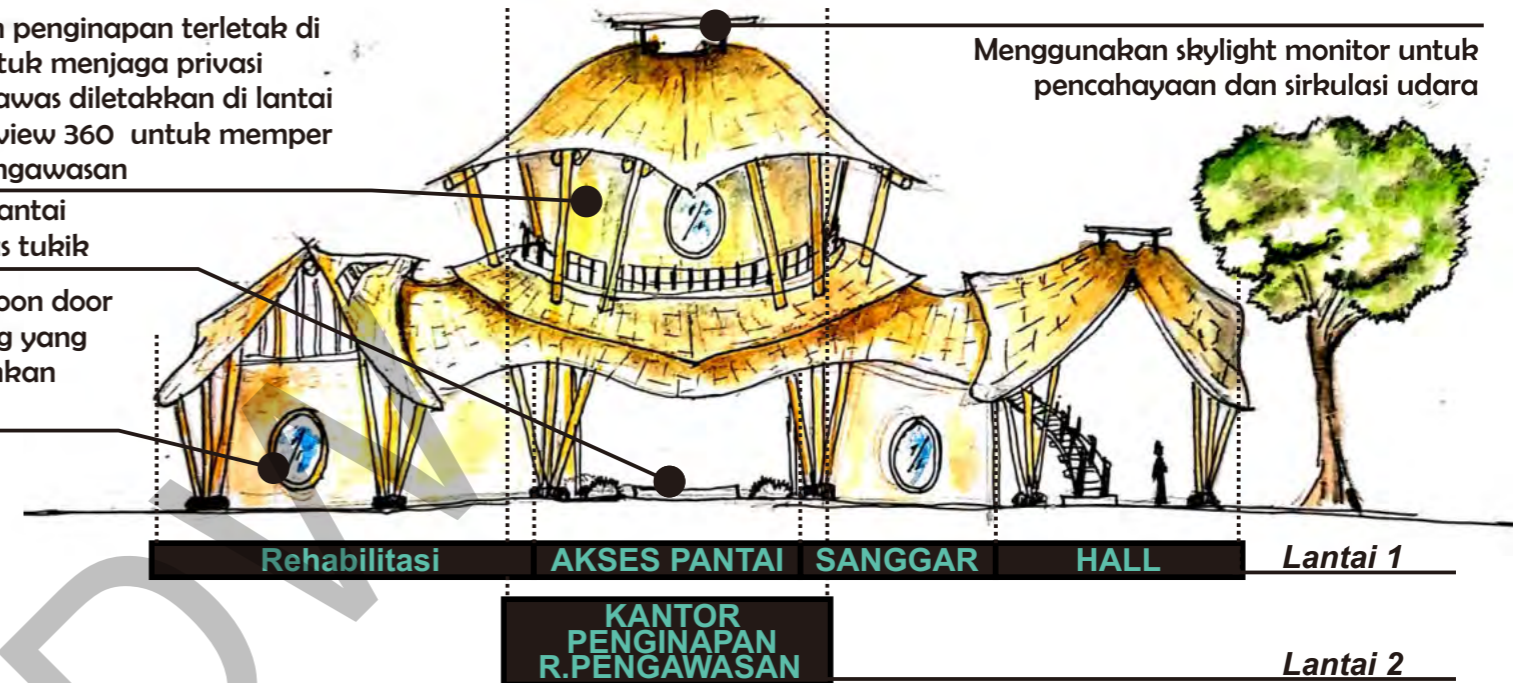 n penginapan terletak di
tuk menjaga privasi
awas diletakkan di lantai
view 360 untuk memper
ngawasan
antai
s tukik
oon door
g yang
nkan
Menggunakan skylight monitor untuk
pencahayaan dan sirkulasi udara
Rehabilitasi AKSES PANTAI SANGGAR HALL Lantai 1
KANTOR
PENGINAPAN
R.PENGAWASAN Lantai 2
DW